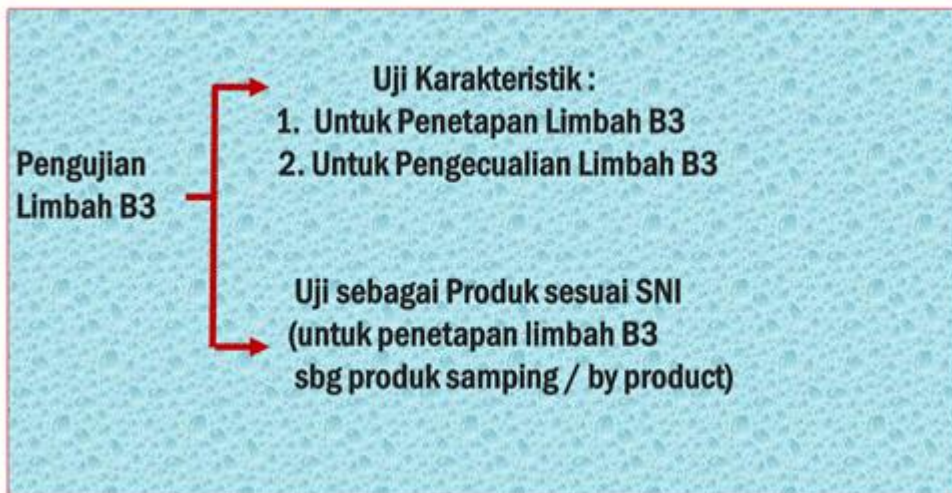 Pengujian
Limbah B3
Uji Karakteristik :
1. Untuk Penetapan Limbah B3
2. Untuk Pengecualian Limbah B3
Uji sebagai Produk sesuai SNI
(untuk penetapan limbah B3
sbg produk samping / by product)